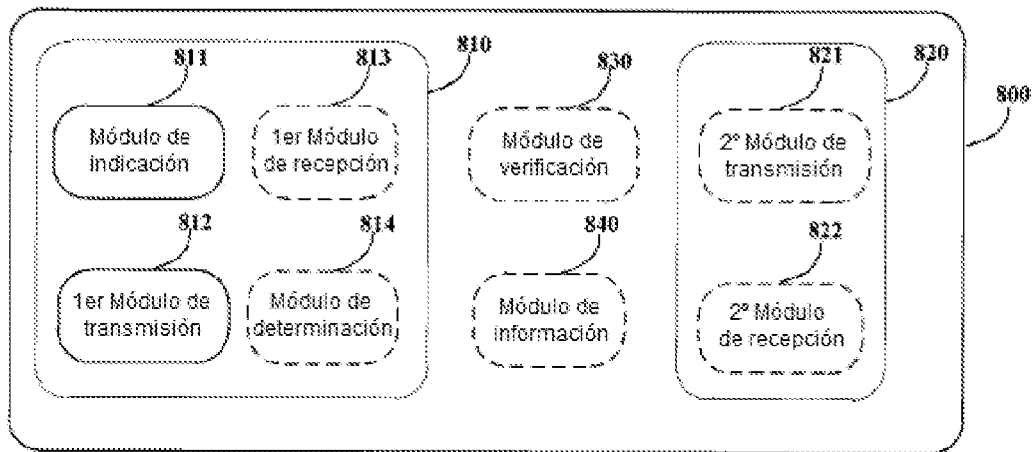 811
813
810
830
821
820
800
Módulo de
indicación
1er Módulo
de recepción
Módulo de
verificación
2º Módulo de
transmisión
812
814
840
822
1er Módulo de
transmisión
Módulo de
determinación
Módulo de
información
2º Módulo
de recepción